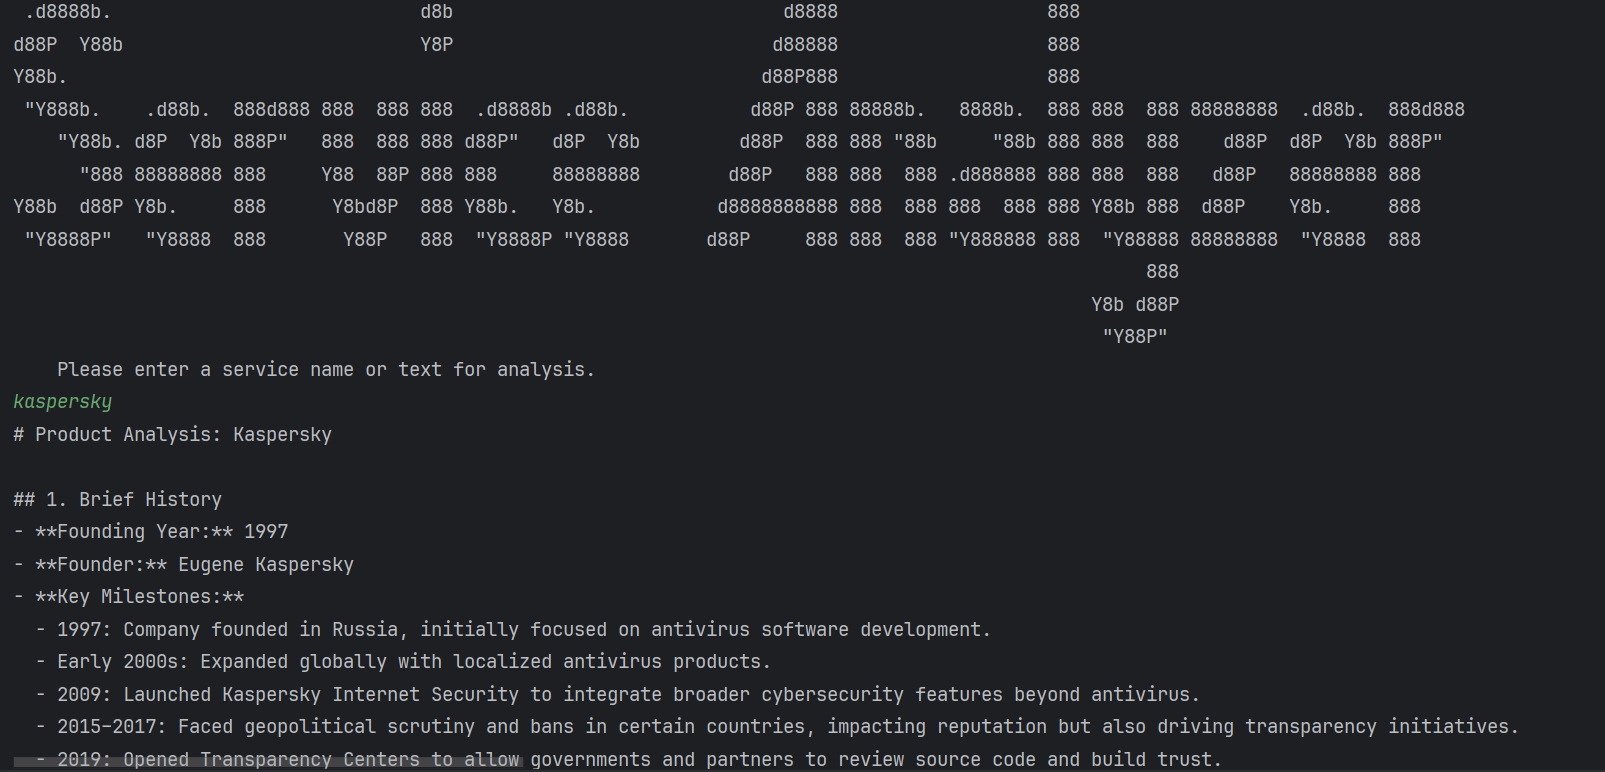 .d8888b.                            d8b                              d8888                   888
d88P  Y88b                           Y8P                             d88888                   888
Y88b.                                                               d88P888                   888
 "Y888b.    .d88b.  888d888 888  888 888  .d8888b .d88b.           d88P 888 88888b.   8888b.  888 888  888 88888888  .d88b.  888d888
    "Y88b. d8P  Y8b 888P"   888  888 888 d88P"   d8P  Y8b         d88P  888 888 "88b     "88b 888 888  888    d88P  d8P  Y8b 888P"
      "888 88888888 888     Y88  88P 888 888     88888888        d88P   888 888  888 .d888888 888 888  888   d88P   88888888 888
Y88b  d88P Y8b.     888      Y8bd8P  888 Y88b.   Y8b.           d8888888888 888  888 888  888 888 Y88b 888  d88P    Y8b.     888
 "Y8888P"   "Y8888  888       Y88P   888  "Y8888P "Y8888       d88P     888 888  888 "Y888888 888  "Y88888 88888888  "Y8888  888
                                                                                                       888
                                                                                                  Y8b d88P
                                                                                                   "Y88P"
    Please enter a service name or text for analysis.
kaspersky
# Product Analysis: Kaspersky
## 1. Brief History
- **Founding Year:** 1997
- **Founder:** Eugene Kaspersky
- **Key Milestones:**
  - 1997: Company founded in Russia, initially focused on antivirus software development.
  - Early 2000s: Expanded globally with localized antivirus products.
  - 2009: Launched Kaspersky Internet Security to integrate broader cybersecurity features beyond antivirus.
  - 2015-2017: Faced geopolitical scrutiny and bans in certain countries, impacting reputation but also driving transparency initiatives.
  - 2019: Opened Transparency Centers to allow governments and partners to review source code and build trust.